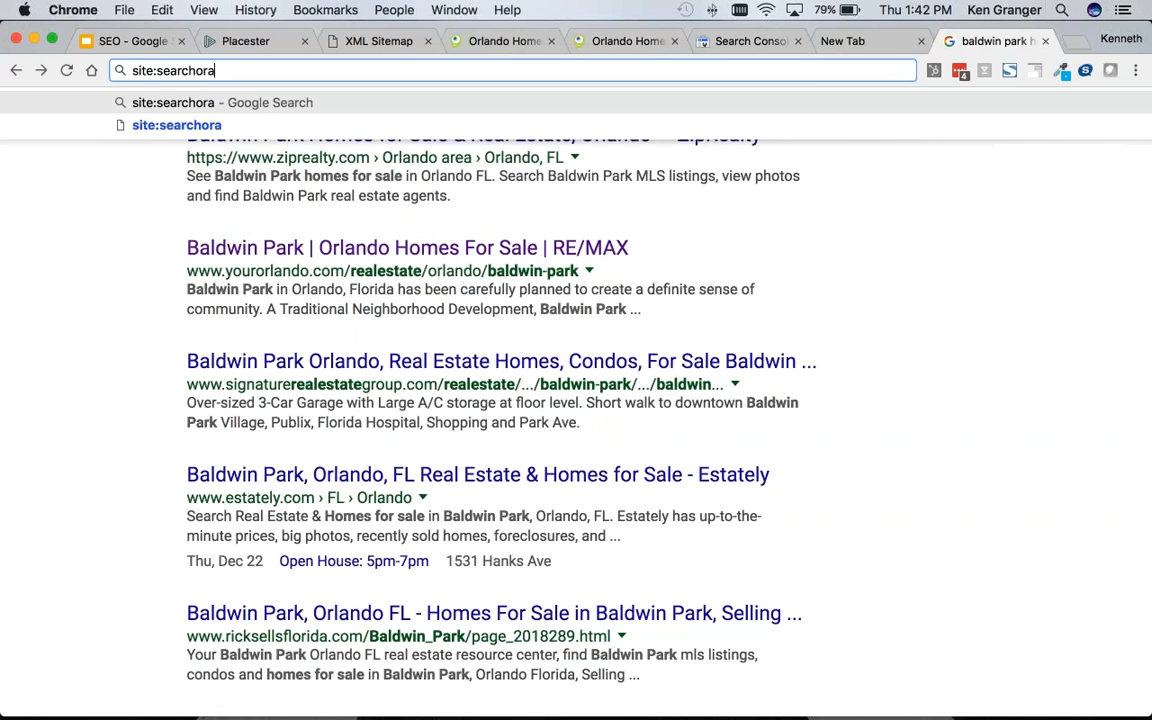 Chrome File Edit View History Bookmarks People Window Help 79% Thu 1:42 PM Ken Granger
SEO - Google Placester XML Sitemap Orlando Home Orlando Home Search Consol New Tab baldwin park h Kenneth
site:searchora
4
site:searchora - Google Search
site:searchora
Baldwin Park Homes for Sale & Real Estate, Orlando - ZipRealty
https://www.ziprealty.com › Orlando area › Orlando, FL
See Baldwin Park homes for sale in Orlando FL. Search Baldwin Park MLS listings, view photos
and find Baldwin Park real estate agents.
Baldwin Park | Orlando Homes For Sale | RE/MAX
www.yourorlando.com/realestate/orlando/baldwin-park
Baldwin Park in Orlando, Florida has been carefully planned to create a definite sense of
community. A Traditional Neighborhood Development, Baldwin Park ...
Baldwin Park Orlando, Real Estate Homes, Condos, For Sale Baldwin ...
www.signaturerealestategroup.com/realestate/.../baldwin-park/.../baldwin...
Over-sized 3-Car Garage with Large A/C storage at floor level. Short walk to downtown Baldwin
Park Village, Publix, Florida Hospital, Shopping and Park Ave.
Baldwin Park, Orlando, FL Real Estate & Homes for Sale - Estately
www.estately.com › FL › Orlando
Search Real Estate & Homes for sale in Baldwin Park, Orlando, FL. Estately has up-to-the-
minute prices, big photos, recently sold homes, foreclosures, and ...
Thu, Dec 22 Open House: 5pm-7pm 1531 Hanks Ave
Baldwin Park, Orlando FL - Homes For Sale in Baldwin Park, Selling ...
www.ricksellsflorida.com/Baldwin_Park/page_2018289.html
Your Baldwin Park Orlando FL real estate resource center, find Baldwin Park mls listings,
condos and homes for sale in Baldwin Park, Orlando Florida, Selling ...